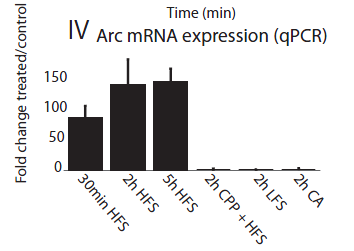 Time (min)
IV Arc mRNA expression (qPCR)
Fold change treated/control
150
100
50
0
30min HFS
2h HFS
5h HFS
2h CPP + HFS
2h LFS
2h CA